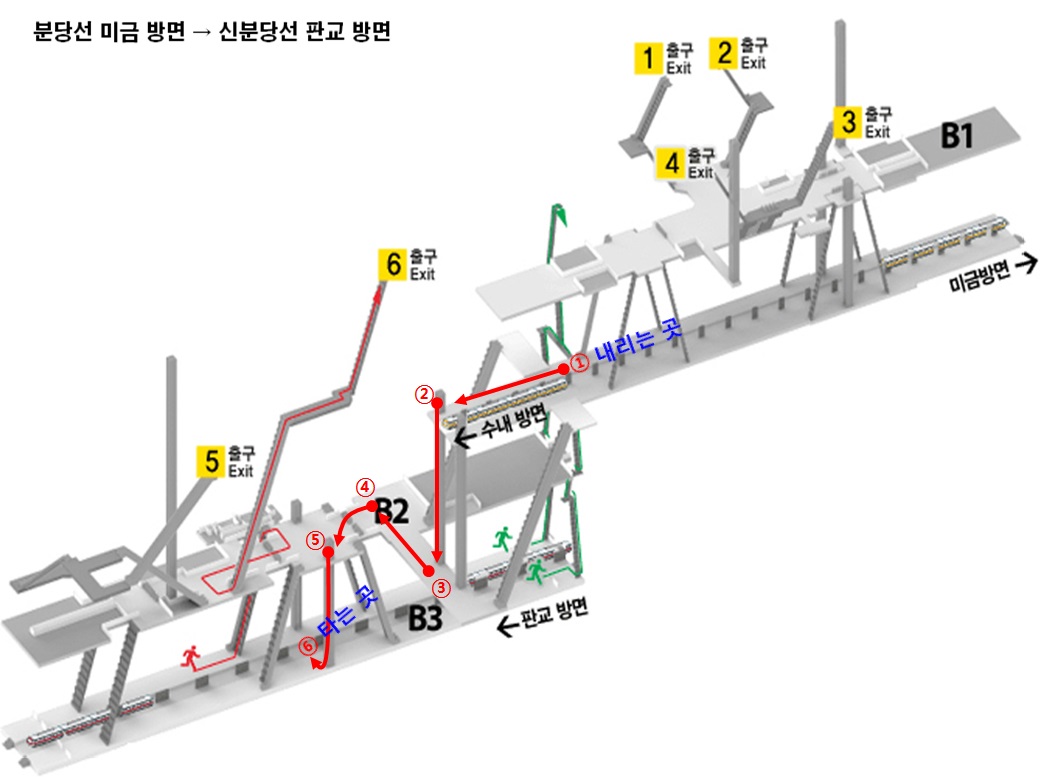 분당선 미금 방면 → 신분당선 판교 방면
1 출구
Exit
2 출구
Exit
3 출구
Exit
4 출구
Exit
B1
6 출구
Exit
미금방면 →
① 내리는 곳
②
← 수내 방면
5 출구
Exit
④
B2
⑤
③
⑥ 타는 곳
B3
← 판교 방면